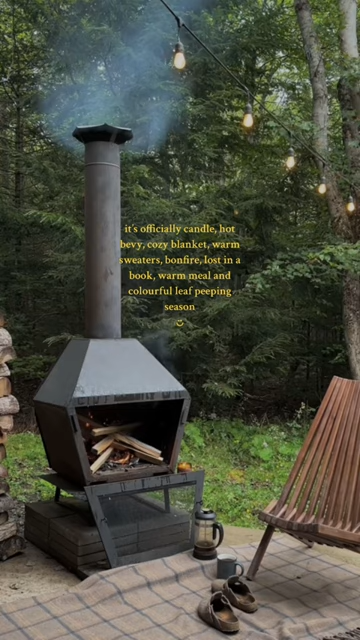 it's officially candle, hot
bevy, cozy blanket, warm
sweaters, bonfire, lost in a
book, warm meal and
colourful leaf peeping
season